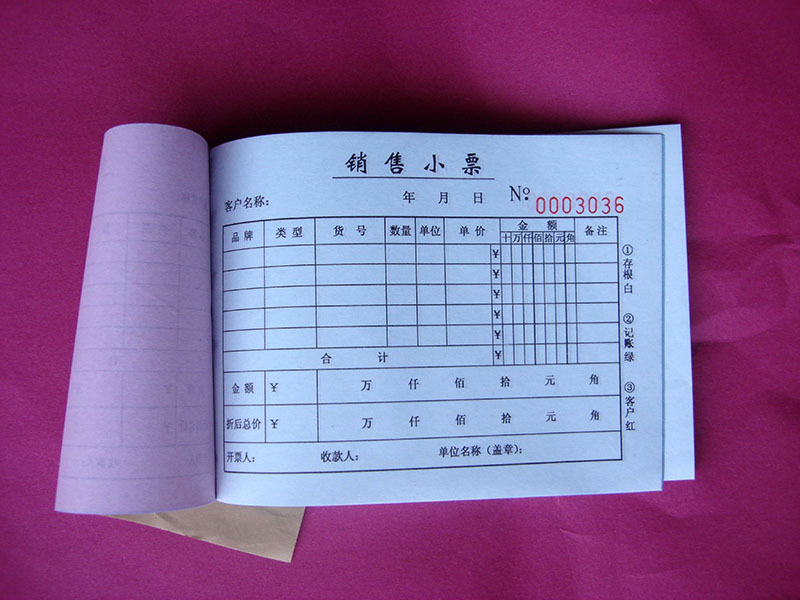 销售小票
客户名称: 年 月 日 №: 0003036
品牌 类型 货号 数量 单位 单价 金额 备注
十 万 仟 佰 拾 元 角
¥
¥
¥
¥
¥
合计 ¥
金额 ¥ 万 仟 佰 拾 元 角
折后总价 ¥ 万 仟 佰 拾 元 角
开票人: 收款人: 单位名称(盖章):
①存根白
②记账绿
③客户红